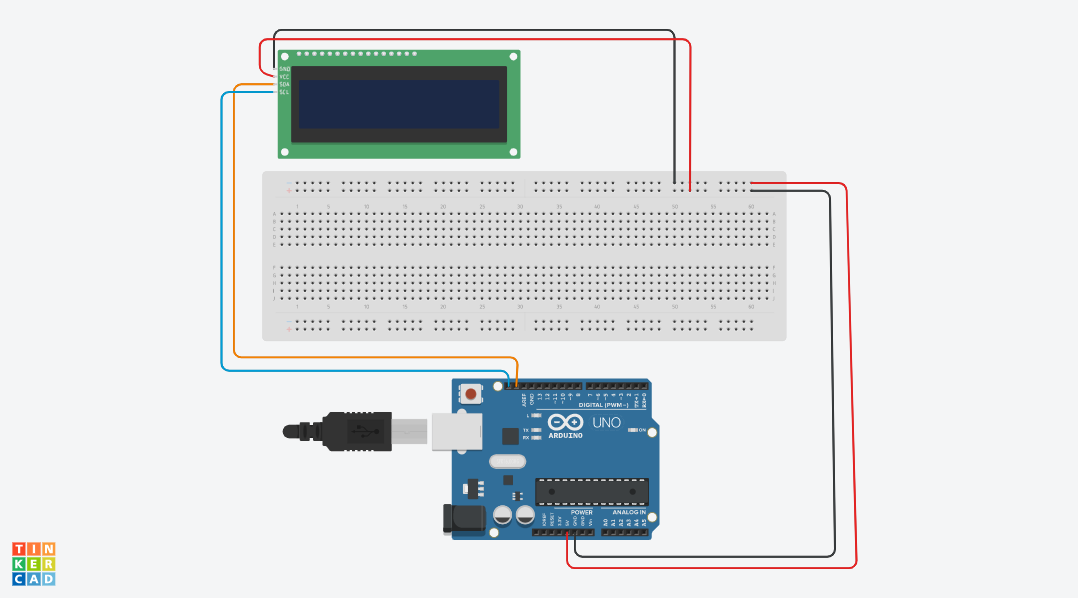 GND
VCC
SDA
SCL
1 5 10 15 20 25 30 35 40 45 50 55 60
A A
B B
C C
D D
E E
F F
G G
H H
I I
J J
1 5 10 15 20 25 30 35 40 45 50 55 60
AREF
GND
13
12
~11
~10
~9
8
7
~6
~5
4
~3
2
TX→1
RX←0
DIGITAL (PWM~)
L
TX
RX
ARDUINO
UNO
ON
POWER
ANALOG IN
IOREF
RESET
3.3V
5V
GND
GND
Vin
A0
A1
A2
A3
A4
A5
TIN
KER
CAD